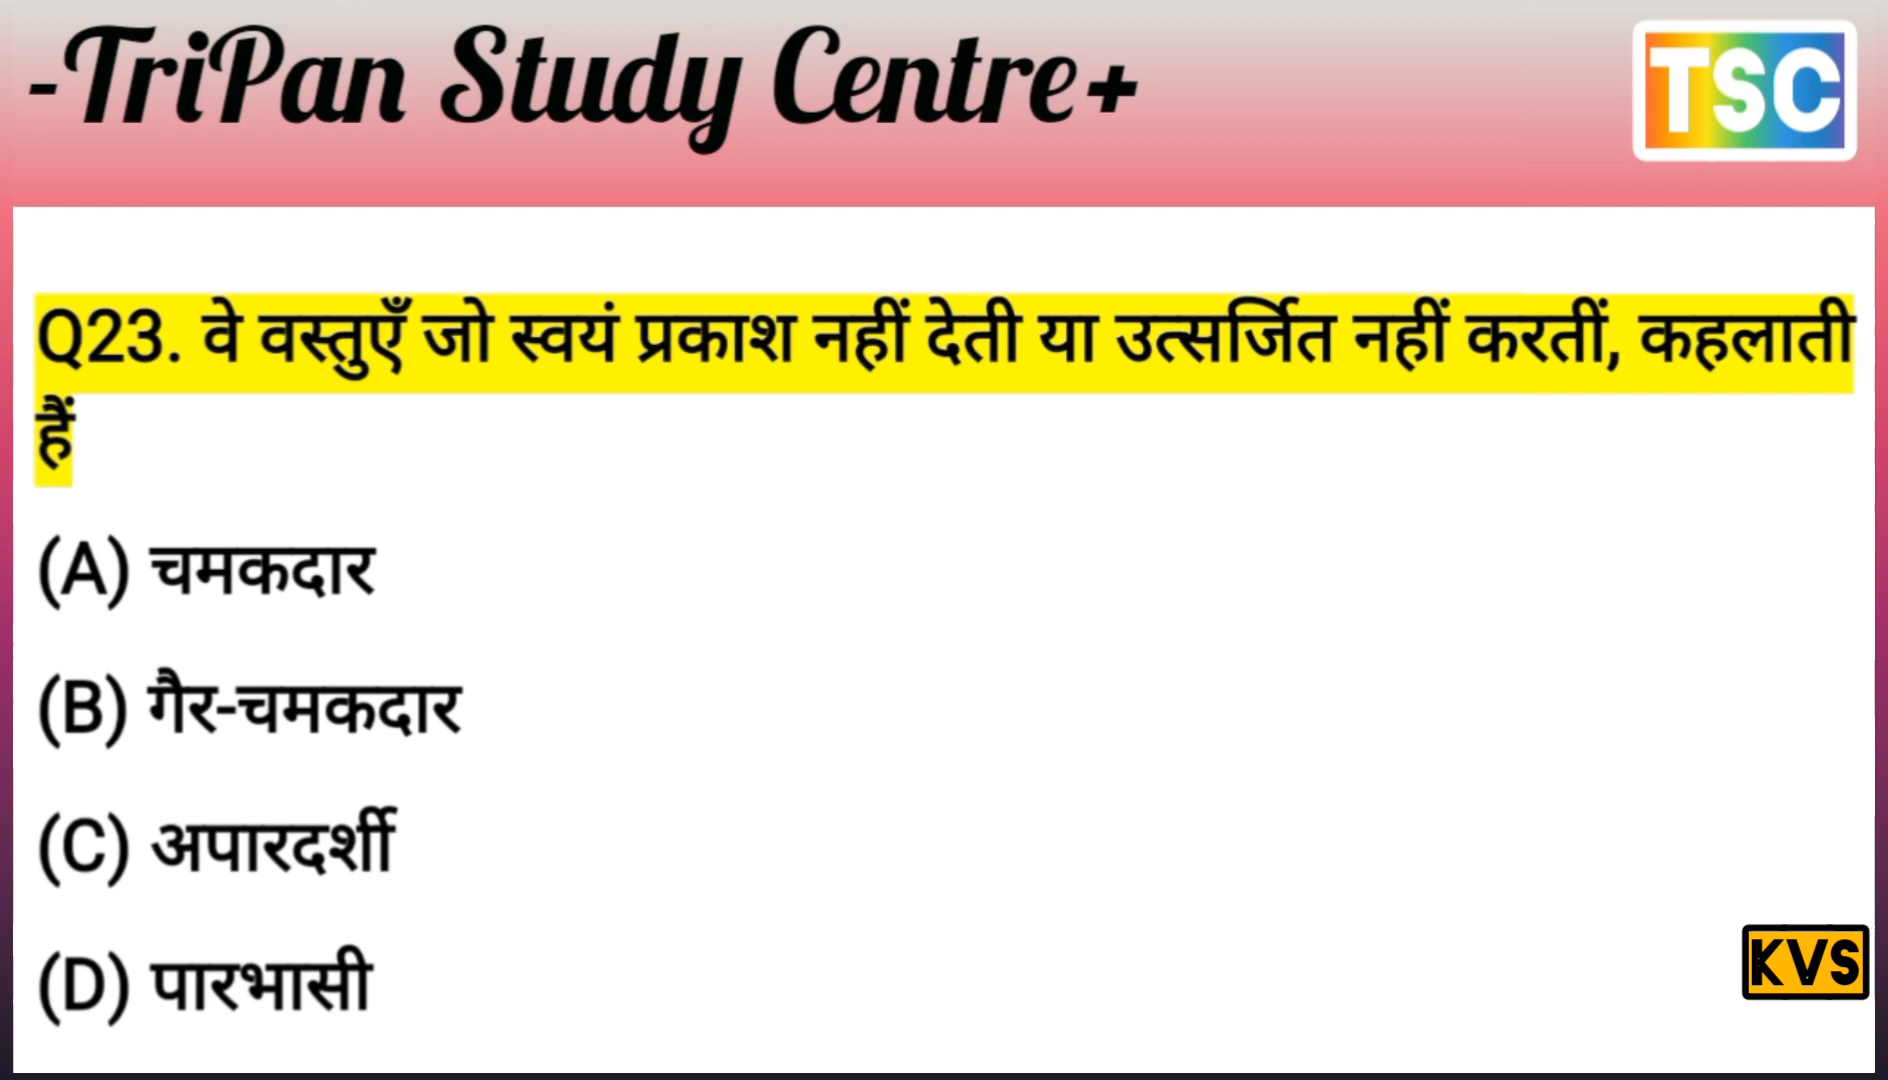 -TriPan Study Centre+
TSC
Q23. वे वस्तुएँ जो स्वयं प्रकाश नहीं देती या उत्सर्जित नहीं करतीं, कहलाती
हैं
(A) चमकदार
(B) गैर-चमकदार
(C) अपारदर्शी
(D) पारभासी
KVS